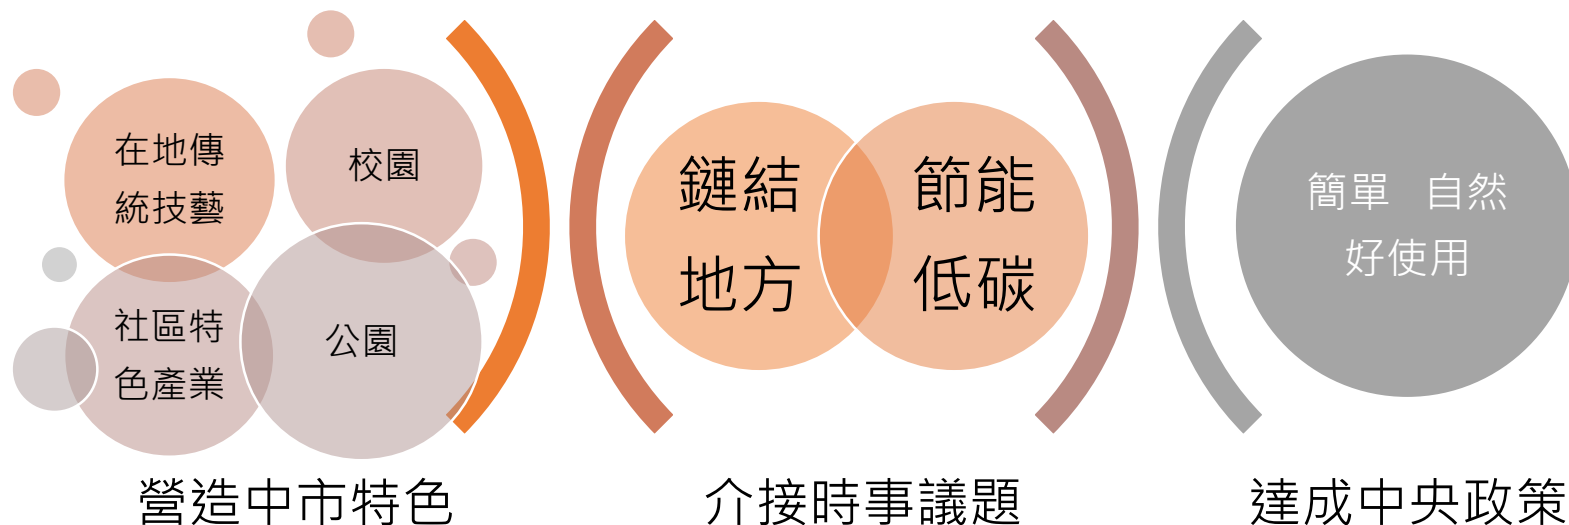 在地傳
統技藝
校園
社區特
色產業
公園
營造中市特色
鏈結
地方
節能
低碳
介接時事議題
簡單 自然
好使用
達成中央政策